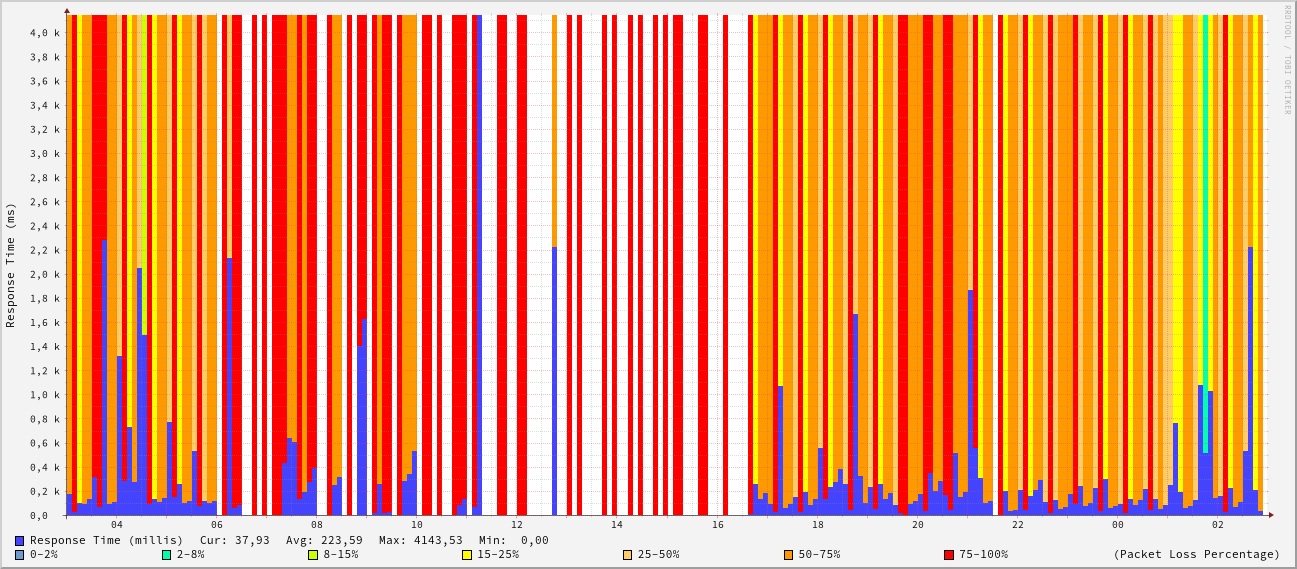 RRDTOOL / TOBI OETIKER
Response Time (ms)
4,0 k
3,8 k
3,6 k
3,4 k
3,2 k
3,0 k
2,8 k
2,6 k
2,4 k
2,2 k
2,0 k
1,8 k
1,6 k
1,4 k
1,2 k
1,0 k
0,8 k
0,6 k
0,4 k
0,2 k
0,0
04 06 08 10 12 14 16 18 20 22 00 02
Response Time (millis) Cur: 37,93 Avg: 223,59 Max: 4143,53 Min: 0,00
0-2% 2-8% 8-15% 15-25% 25-50% 50-75% 75-100% (Packet Loss Percentage)